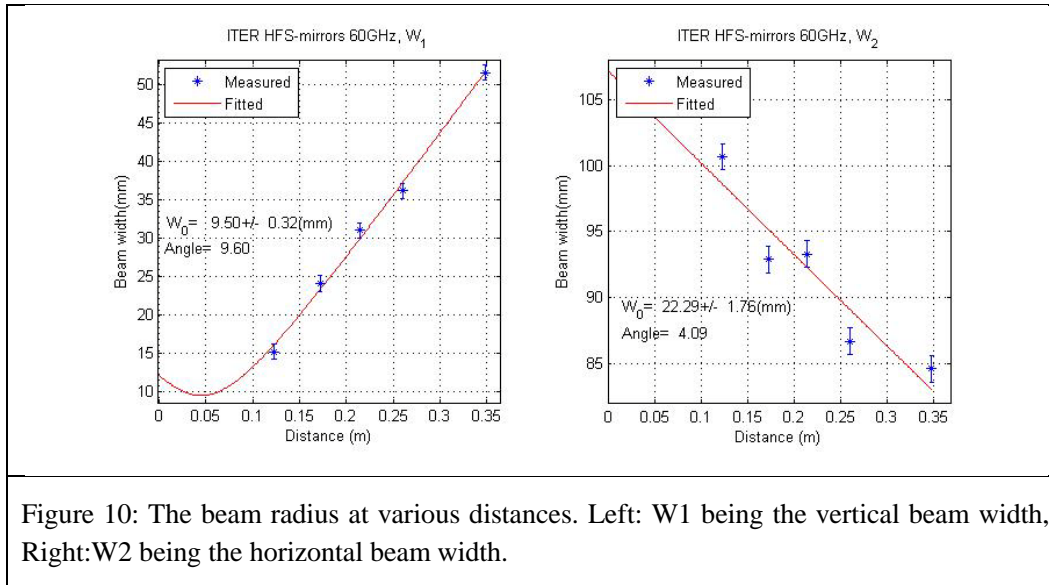 ITER HFS-mirrors 60GHz, W1
Measured
Fitted
50
45
40
35
30
25
20
15
10
Beam width(mm)
W0= 9.50+/- 0.32(mm)
Angle= 9.60
0 0.05 0.1 0.15 0.2 0.25 0.3 0.35
Distance (m)
ITER HFS-mirrors 60GHz, W2
Measured
Fitted
105
100
95
90
85
Beam width(mm)
W0= 22.29+/- 1.76(mm)
Angle= 4.09
0 0.05 0.1 0.15 0.2 0.25 0.3 0.35
Distance (m)
Figure 10: The beam radius at various distances. Left: W1 being the vertical beam width,
Right:W2 being the horizontal beam width.